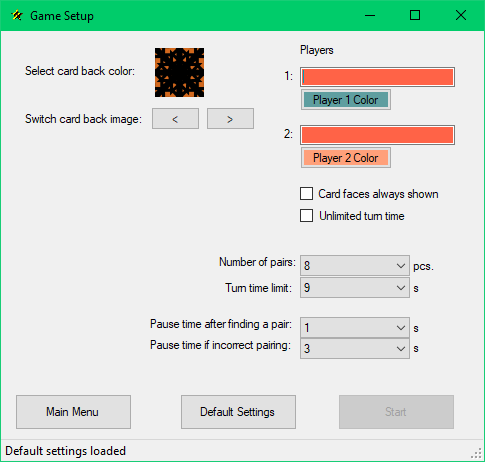 Game Setup
Players
Select card back color:
1:
Player 1 Color
Switch card back image:
<
>
2:
Player 2 Color
Card faces always shown
Unlimited turn time
Number of pairs:
8
pcs.
Turn time limit:
9
s
Pause time after finding a pair:
1
s
Pause time if incorrect pairing:
3
s
Main Menu
Default Settings
Start
Default settings loaded